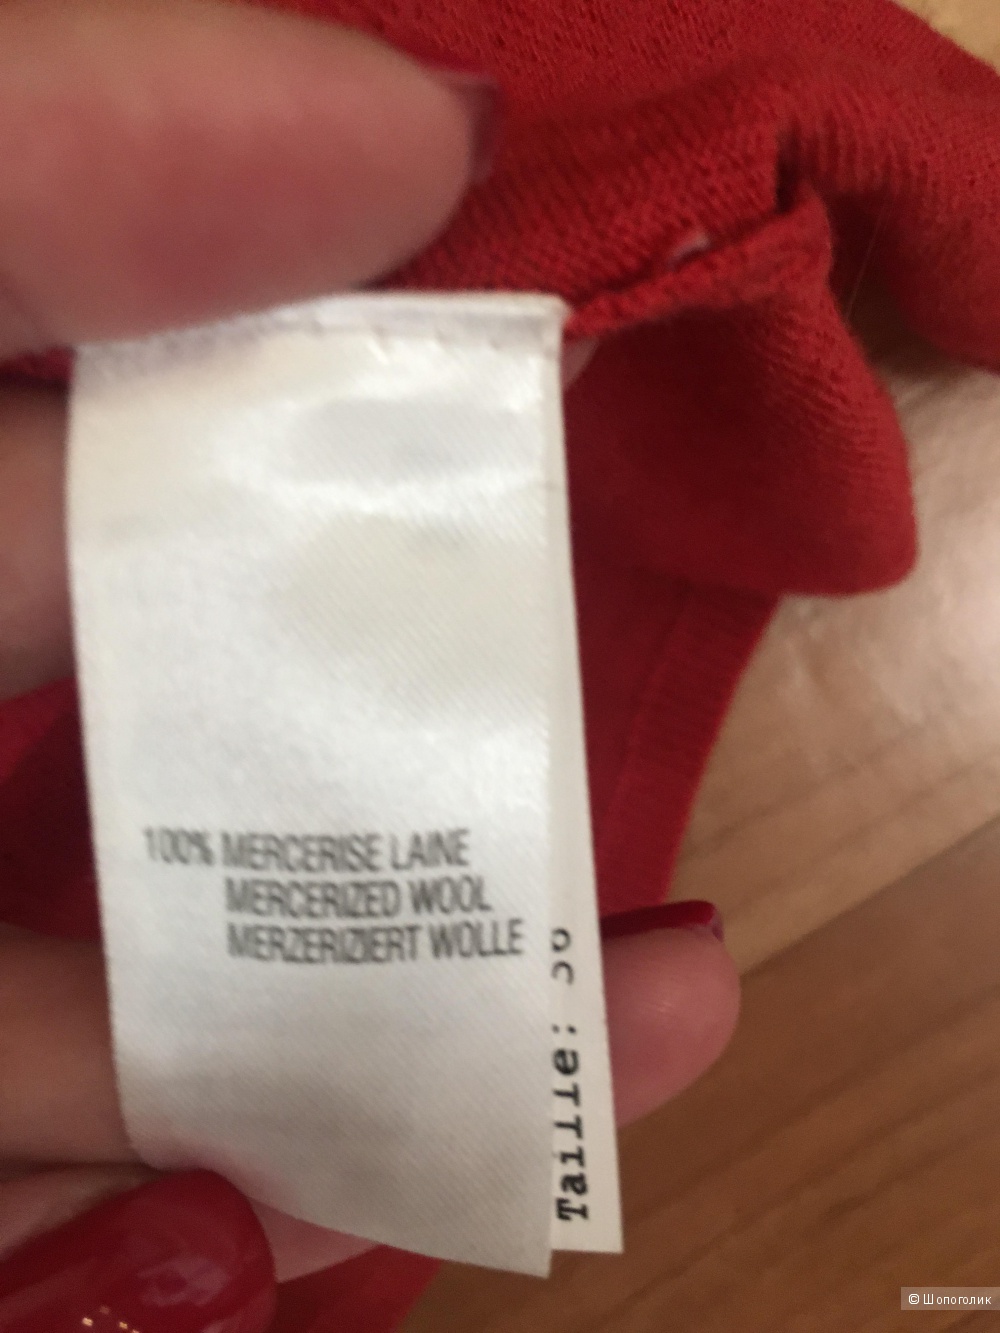 100% MERCERISE LAINE
MERCERIZED WOOL
MERZERIZIERT WOLLE
Taille:
© Шопоголик